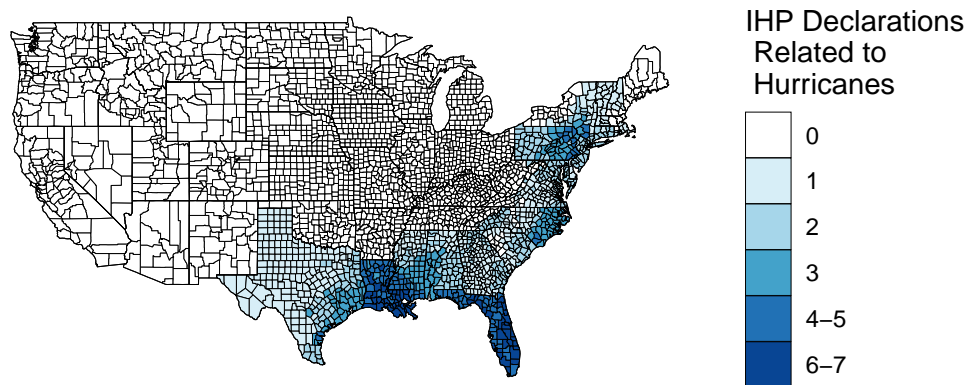 IHP Declarations
Related to
Hurricanes
0
1
2
3
4–5
6–7